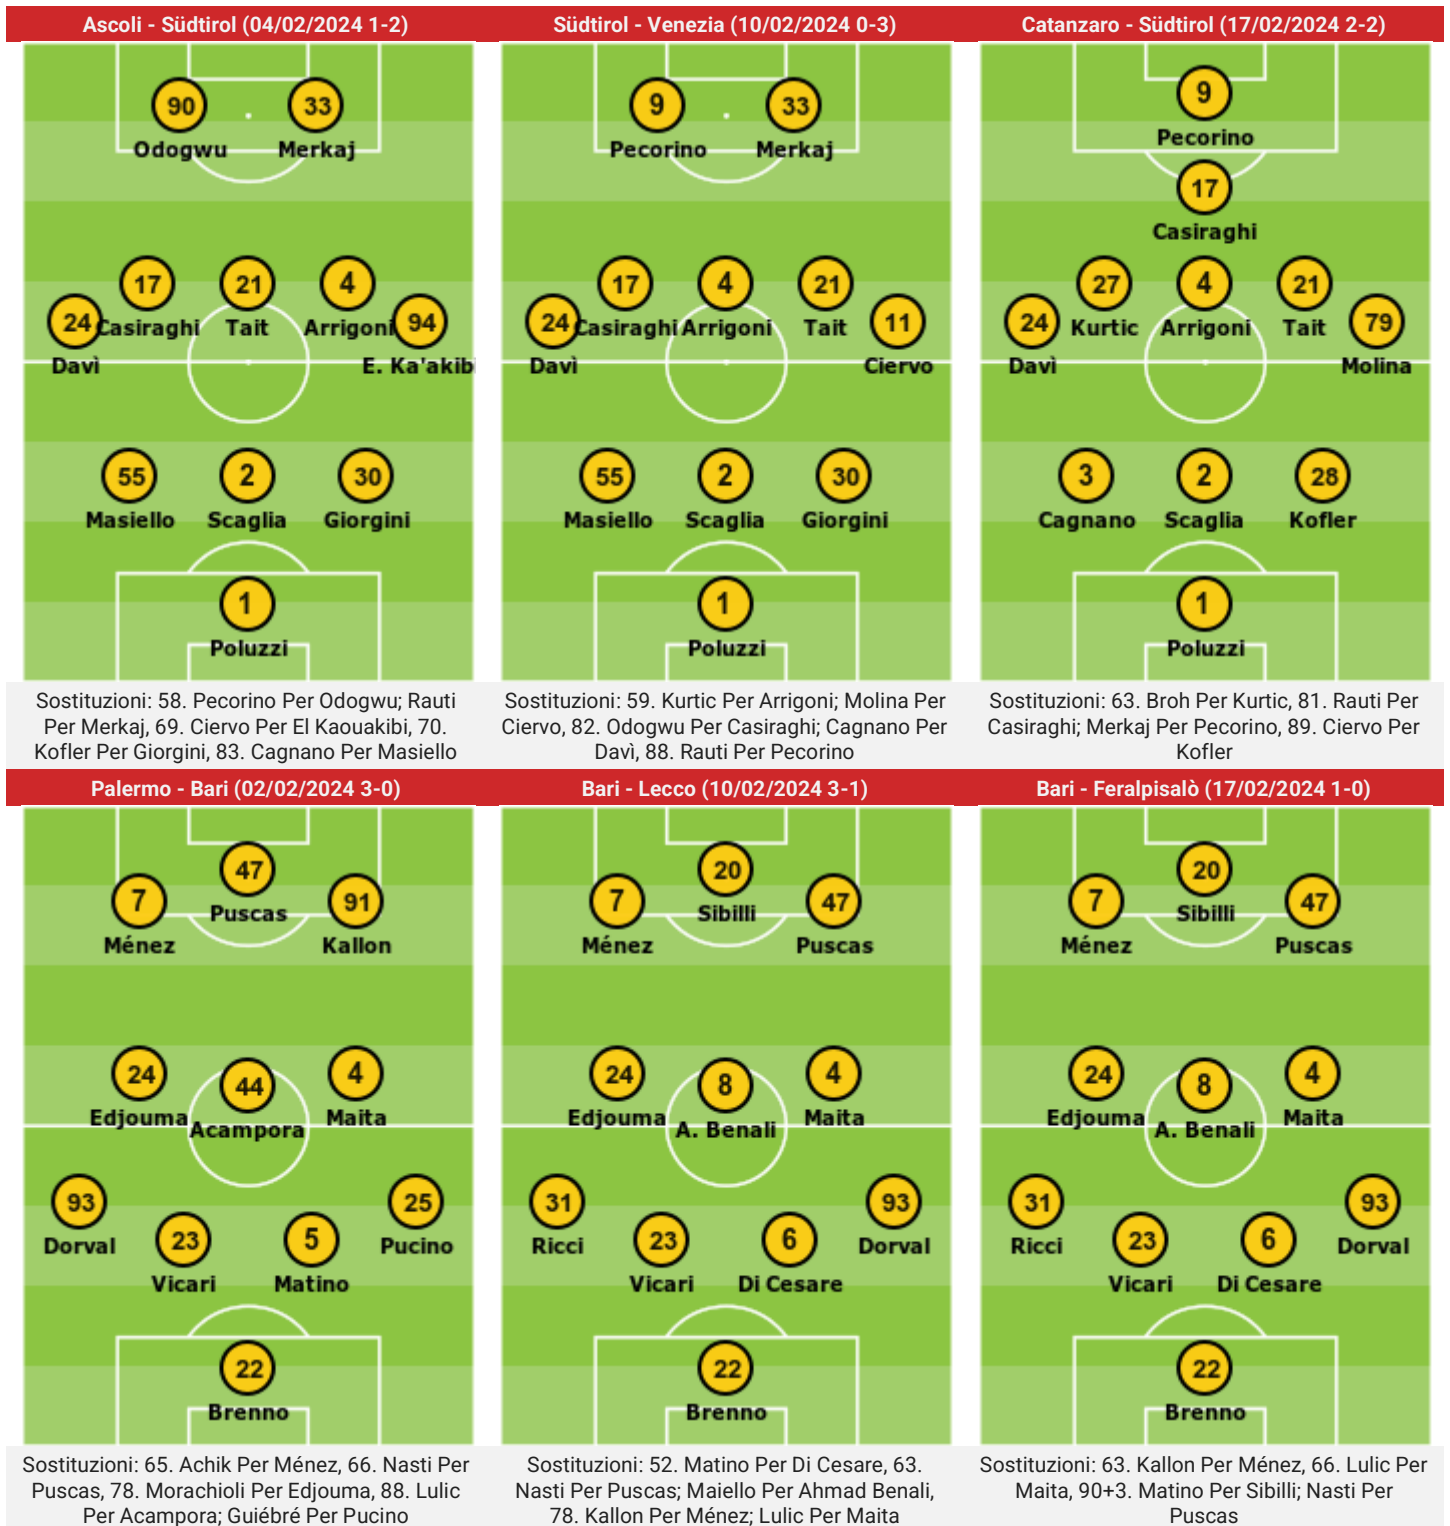 Ascoli - Südtirol (04/02/2024 1-2)
90 33
Odogwu Merkaj
17 21 4
24 Casiraghi Tait Arrigoni 94
Davì E. Ka'akib
55 2 30
Masiello Scaglia Giorgini
1
Poluzzi
Sostituzioni: 58. Pecorino Per Odogwu; Rauti
Per Merkaj, 69. Ciervo Per El Kaouakibi, 70.
Kofler Per Giorgini, 83. Cagnano Per Masiello
Südtirol - Venezia (10/02/2024 0-3)
9 33
Pecorino Merkaj
17 4 21
24 Casiraghi Arrigoni Tait 11
Davì Ciervo
55 2 30
Masiello Scaglia Giorgini
1
Poluzzi
Sostituzioni: 59. Kurtic Per Arrigoni; Molina Per
Ciervo, 82. Odogwu Per Casiraghi; Cagnano Per
Davì, 88. Rauti Per Pecorino
Catanzaro - Südtirol (17/02/2024 2-2)
9
Pecorino
17
Casiraghi
27 4 21
24 Kurtic Arrigoni Tait 79
Davì Molina
3 2 28
Cagnano Scaglia Kofler
1
Poluzzi
Sostituzioni: 63. Broh Per Kurtic, 81. Rauti Per
Casiraghi; Merkaj Per Pecorino, 89. Ciervo Per
Kofler
Palermo - Bari (02/02/2024 3-0)
47
7 Puscas 91
Ménez Kallon
24 44 4
Edjouma Acampora Maita
93 25
Dorval 23 5 Pucino
Vicari Matino
22
Brenno
Sostituzioni: 65. Achik Per Ménez, 66. Nasti Per
Puscas, 78. Morachioli Per Edjouma, 88. Lulic
Per Acampora; Guiébré Per Pucino
Bari - Lecco (10/02/2024 3-1)
20
7 Sibilli 47
Ménez Puscas
24 8 4
Edjouma A. Benali Maita
31 93
Ricci 23 6 Dorval
Vicari Di Cesare
22
Brenno
Sostituzioni: 52. Matino Per Di Cesare, 63.
Nasti Per Puscas; Maiello Per Ahmad Benali,
78. Kallon Per Ménez; Lulic Per Maita
Bari - Feralpisalò (17/02/2024 1-0)
20
7 Sibilli 47
Ménez Puscas
24 8 4
Edjouma A. Benali Maita
31 93
Ricci 23 6 Dorval
Vicari Di Cesare
22
Brenno
Sostituzioni: 63. Kallon Per Ménez, 66. Lulic Per
Maita, 90+3. Matino Per Sibilli; Nasti Per
Puscas